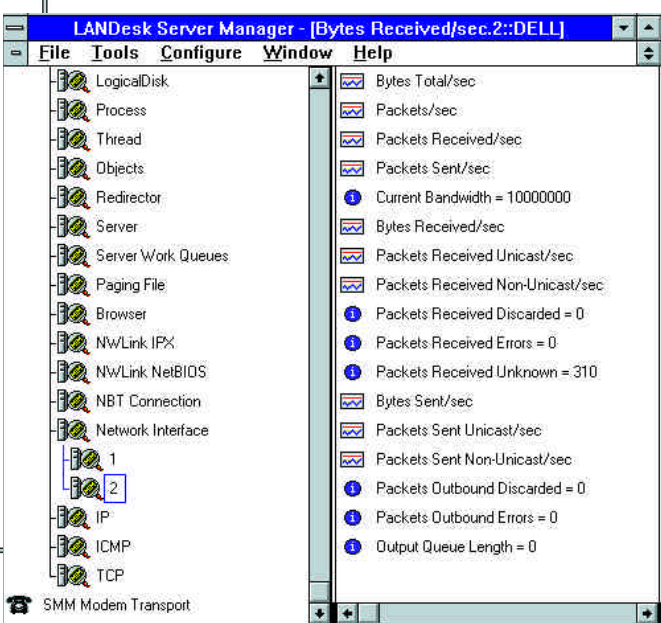 LANDesk Server Manager - [Bytes Received/sec.2::DELL]
File Tools Configure Window Help
LogicalDisk
Process
Thread
Objects
Redirector
Server
Server Work Queues
Paging File
Browser
NWLink IPX
NWLink NetBIOS
NBT Connection
Network Interface
1
2
IP
ICMP
TCP
SMM Modem Transport
Bytes Total/sec
Packets/sec
Packets Received/sec
Packets Sent/sec
Current Bandwidth = 10000000
Bytes Received/sec
Packets Received Unicast/sec
Packets Received Non-Unicast/sec
Packets Received Discarded = 0
Packets Received Errors = 0
Packets Received Unknown = 310
Bytes Sent/sec
Packets Sent Unicast/sec
Packets Sent Non-Unicast/sec
Packets Outbound Discarded = 0
Packets Outbound Errors = 0
Output Queue Length = 0